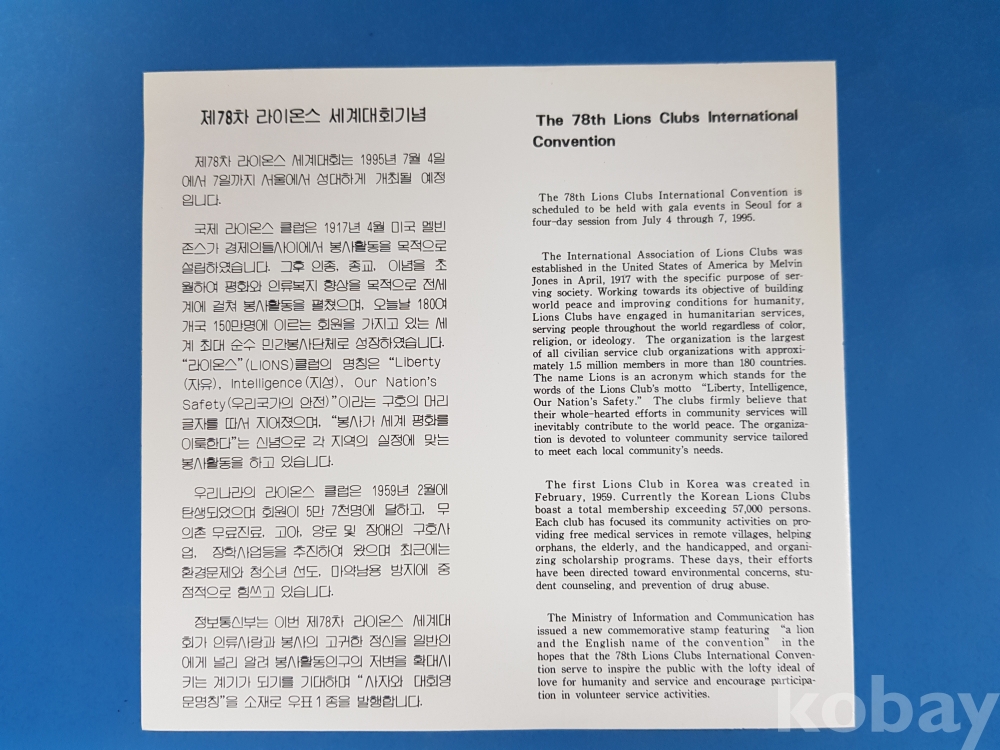 제78차 라이온스 세계대회기념
제78차 라이온스 세계대회는 1995년 7월 4일
에서 7일까지 서울에서 성대하게 개최될 예정
입니다.
국제 라이온스 클럽은 1917년 4월 미국 멜빈
존스가 경제인들사이에서 봉사활동을 목적으로
설립하였습니다. 그후 인종, 종교, 이념을 초
월하여 평화와 인류복지 향상을 목적으로 전세
계에 걸쳐 봉사활동을 펼쳤으며, 오늘날 180여
개국 150만명에 이르는 회원을 가지고 있는 세
계 최대 순수 민간봉사단체로 성장하였습니다.
“라이온스”(LIONS)클럽의 명칭은 “Liberty
(자유), Intelligence(지성), Our Nation's
Safety(우리국가의 안전)”이라는 구호의 머리
글자를 따서 지어졌으며, “봉사가 세계 평화를
이룩한다”는 신념으로 각 지역의 실정에 맞는
봉사활동을 하고 있습니다.
우리나라의 라이온스 클럽은 1959년 2월에
탄생되었으며 회원이 5만 7천명에 달하고, 무
의촌 무료진료, 고아, 양로 및 장애인 구호사
업, 장학사업등을 추진하여 왔으며 최근에는
환경문제와 청소년 선도, 마약남용 방지에 중
점적으로 힘쓰고 있습니다.
정보통신부는 이번 제78차 라이온스 세계대
회가 인류사랑과 봉사의 고귀한 정신을 일반인
에게 널리 알려 봉사활동인구의 저변을 확대시
키는 계기가 되기를 기대하며 “사자와 대회영
문명칭”을 소재로 우표 1종을 발행합니다.
The 78th Lions Clubs International
Convention
The 78th Lions Clubs International Convention is
scheduled to be held with gala events in Seoul for a
four-day session from July 4 through 7, 1995.
The International Association of Lions Clubs was
established in the United States of America by Melvin
Jones in April, 1917 with the specific purpose of ser-
ving society. Working towards its objective of building
world peace and improving conditions for humanity,
Lions Clubs have engaged in humanitarian services,
serving people throughout the world regardless of color,
religion, or ideology. The organization is the largest
of all civilian service club organizations with approxi-
mately 1.5 million members in more than 180 countries.
The name Lions is an acronym which stands for the
words of the Lions Club's motto “Liberty, Intelligence,
Our Nation's Safety.” The clubs firmly believe that
their whole-hearted efforts in community services will
inevitably contribute to the world peace. The organiza-
tion is devoted to volunteer community service tailored
to meet each local community's needs.
The first Lions Club in Korea was created in
February, 1959. Currently the Korean Lions Clubs
boast a total membership exceeding 57,000 persons.
Each club has focused its community activities on pro-
viding free medical services in remote villages, helping
orphans, the elderly, and the handicapped, and organi-
zing scholarship programs. These days, their efforts
have been directed toward environmental concerns, stu-
dent counseling, and prevention of drug abuse.
The Ministry of Information and Communication has
issued a new commemorative stamp featuring “a lion
and the English name of the convention” in the
hopes that the 78th Lions Clubs International Conven-
tion serve to inspire the public with the lofty ideal of
love for humanity and service and encourage participa-
tion in volunteer service activities.
kobay